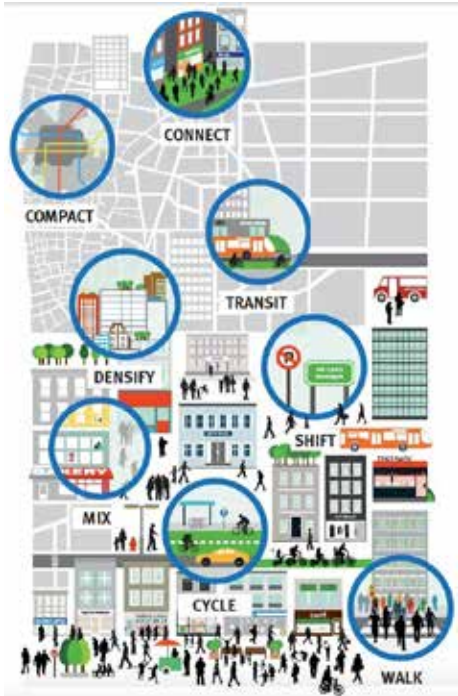 CONNECT
COMPACT
TRANSIT
DENSIFY
SHIFT
MIX
CYCLE
WALK